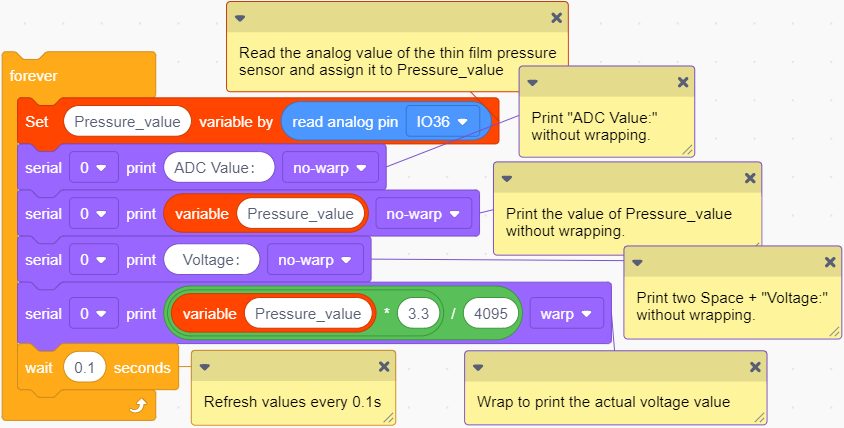 Read the analog value of the thin film pressure
sensor and assign it to Pressure_value
forever
Set Pressure_value variable by read analog pin IO36
Print "ADC Value:"
without wrapping.
serial 0 print ADC Value: no-warp
serial 0 print variable Pressure_value no-warp
Print the value of Pressure_value
without wrapping.
serial 0 print Voltage: no-warp
Print two Space + "Voltage:"
without wrapping.
serial 0 print variable Pressure_value * 3.3 / 4095 warp
wait 0.1 seconds
Refresh values every 0.1s
Wrap to print the actual voltage value